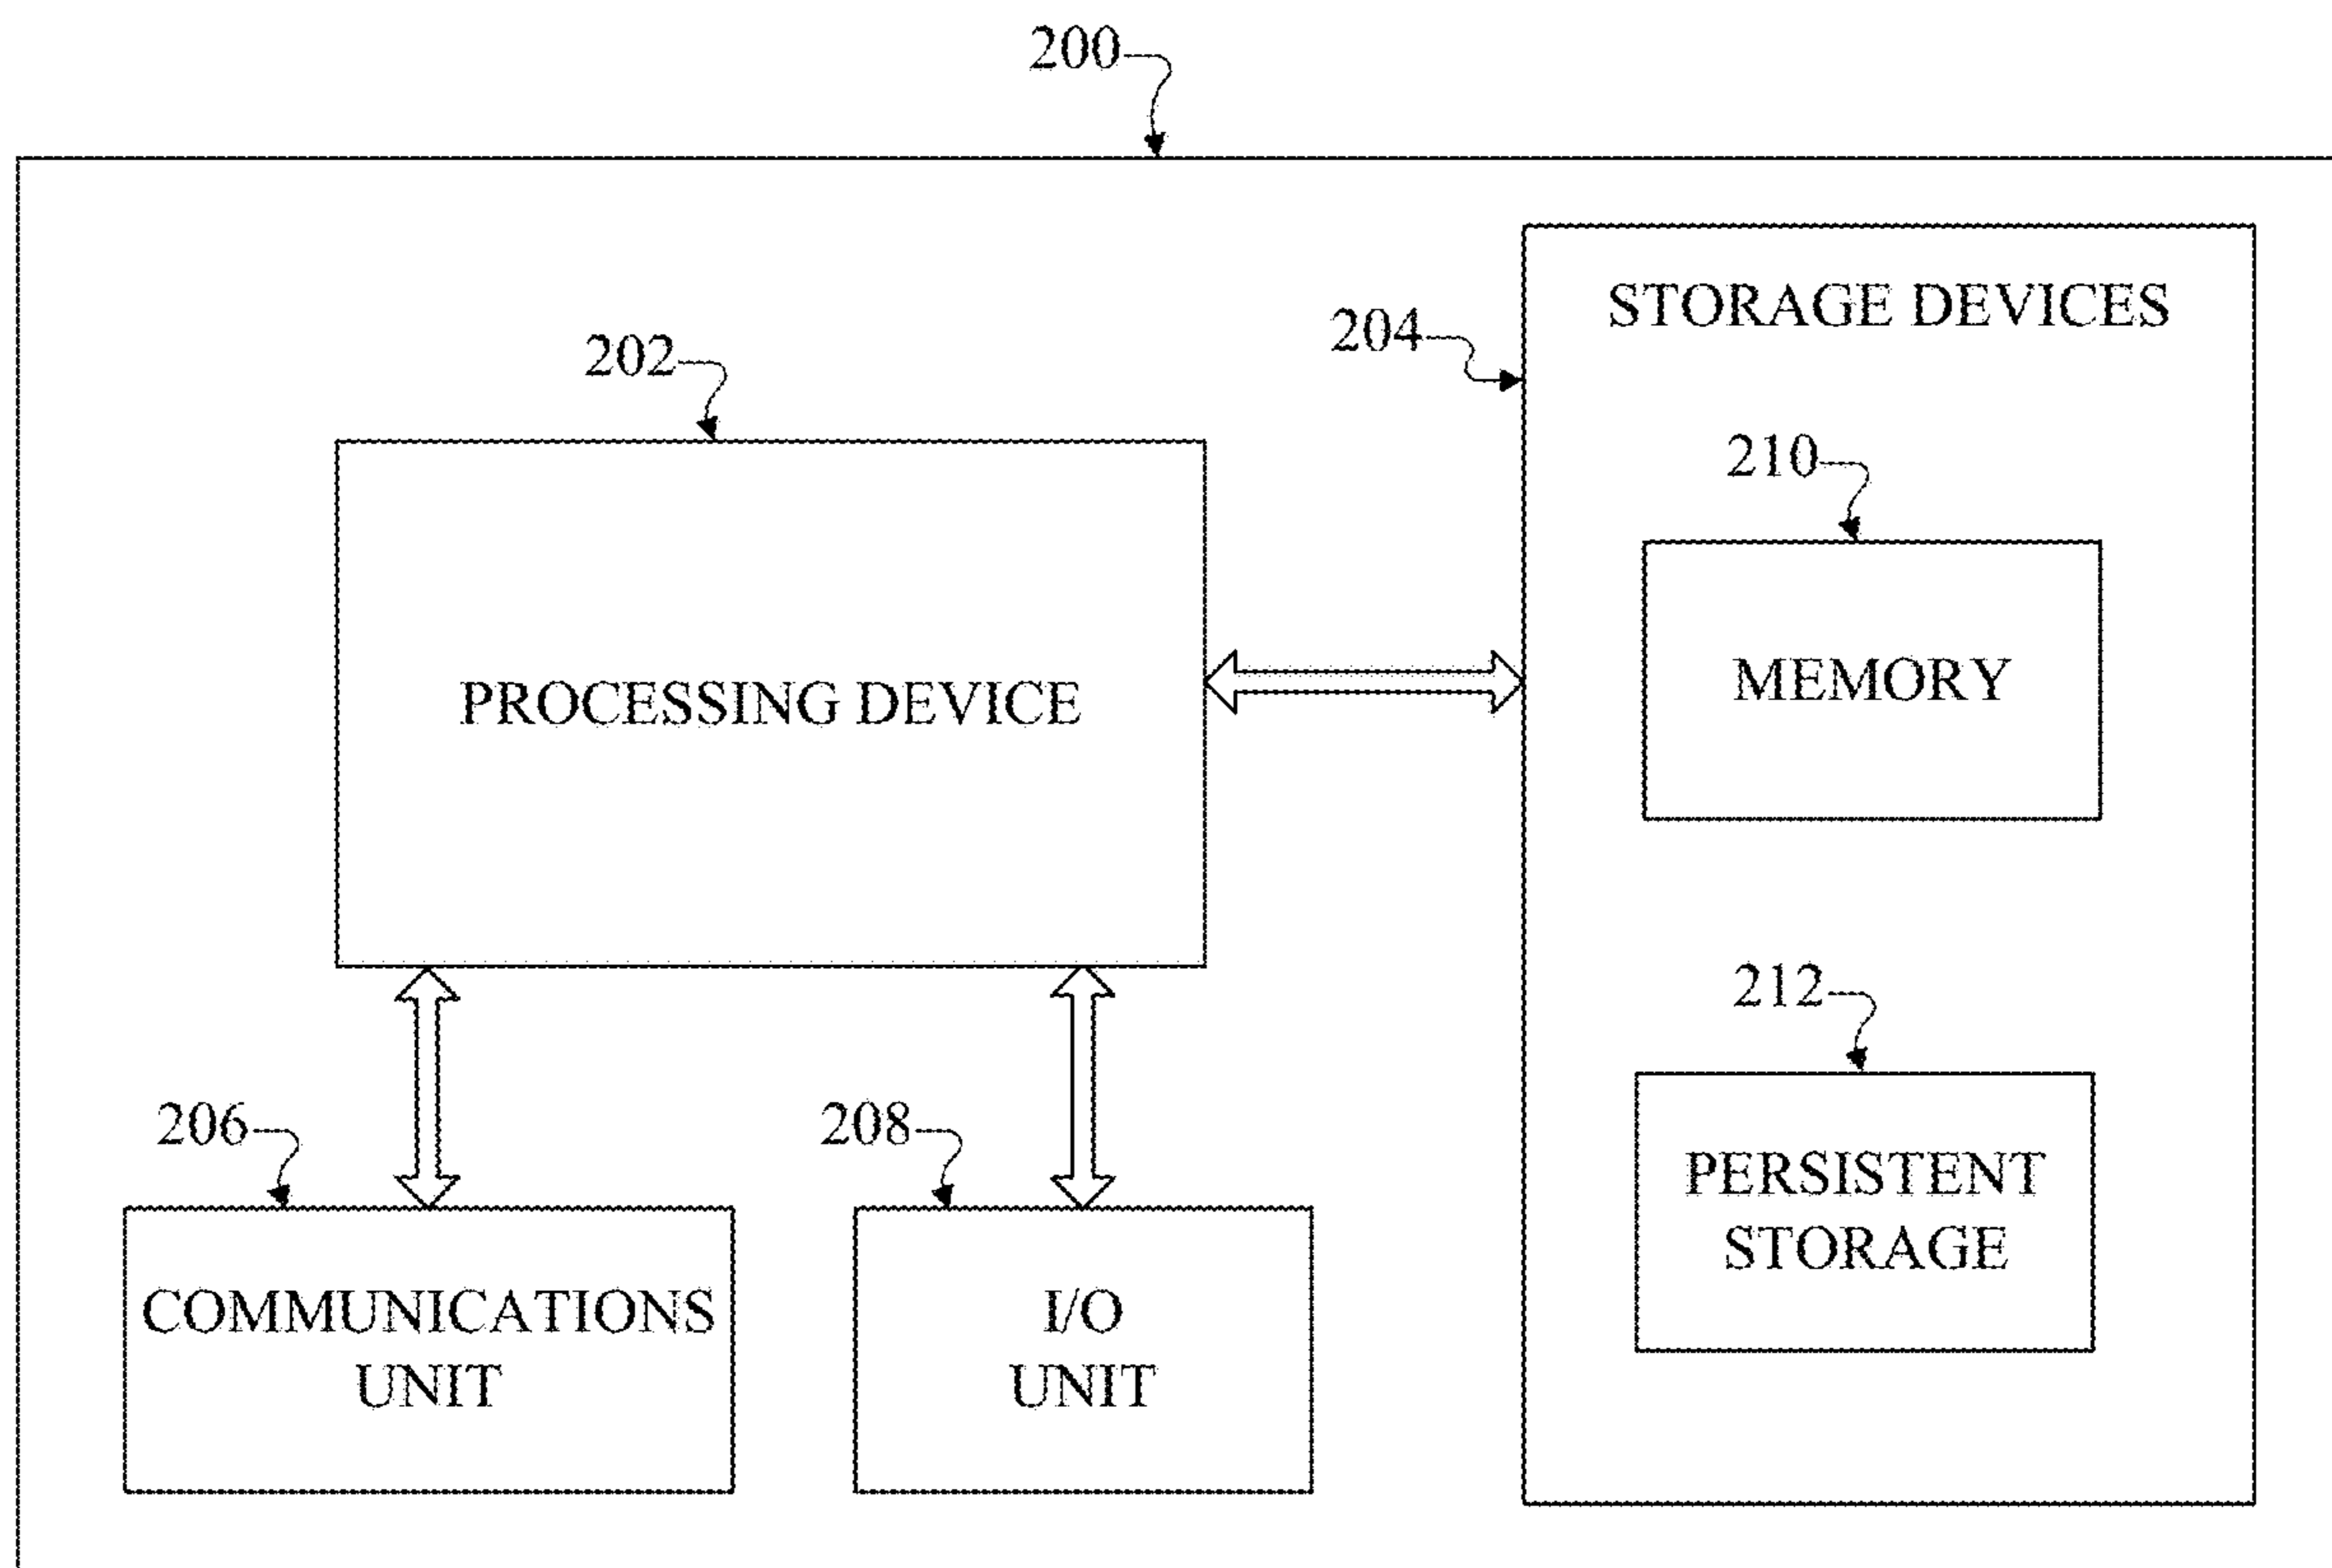 200
202
204
STORAGE DEVICES
210
PROCESSING DEVICE
MEMORY
212
206
208
PERSISTENT
STORAGE
COMMUNICATIONS
UNIT
I/O
UNIT